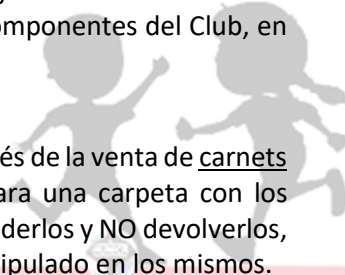 omponentes del Club, en
és de la venta de carnets
ara una carpeta con los
derlos y NO devolverlos,
ipulado en los mismos.